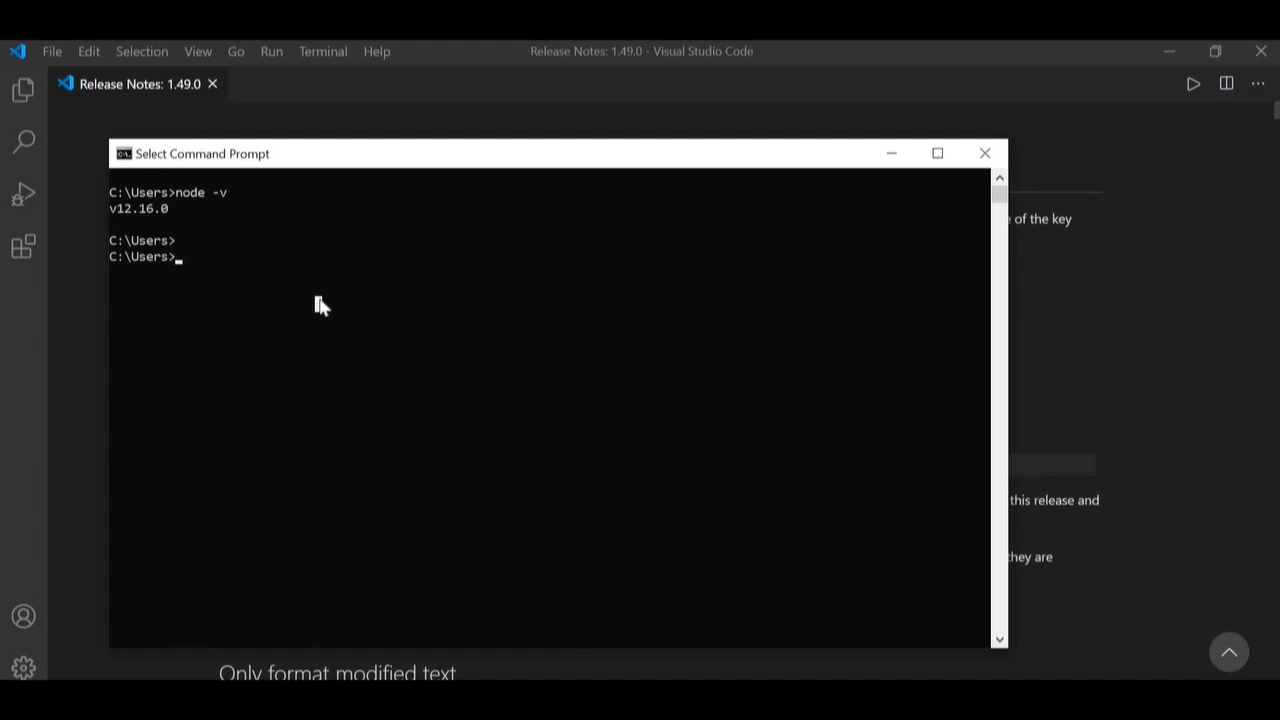 File Edit Selection View Go Run Terminal Help
Release Notes: 1.49.0 - Visual Studio Code
Release Notes: 1.49.0
Select Command Prompt
C:\Users>node -v
v12.16.0
C:\Users>
C:\Users>
of the key
this release and
they are
Only format modified text